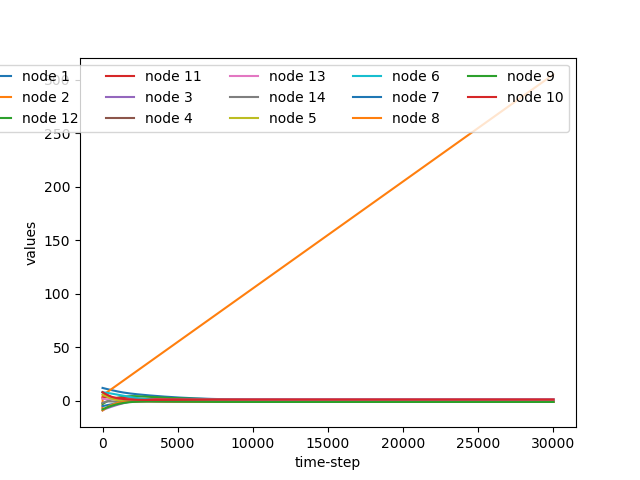 node 1 node 11 node 13 node 6 node 9
node 2 node 3 node 14 node 7 node 10
node 12 node 4 node 5 node 8
300
250
200
150
100
50
0
values
0 5000 10000 15000 20000 25000 30000
time-step